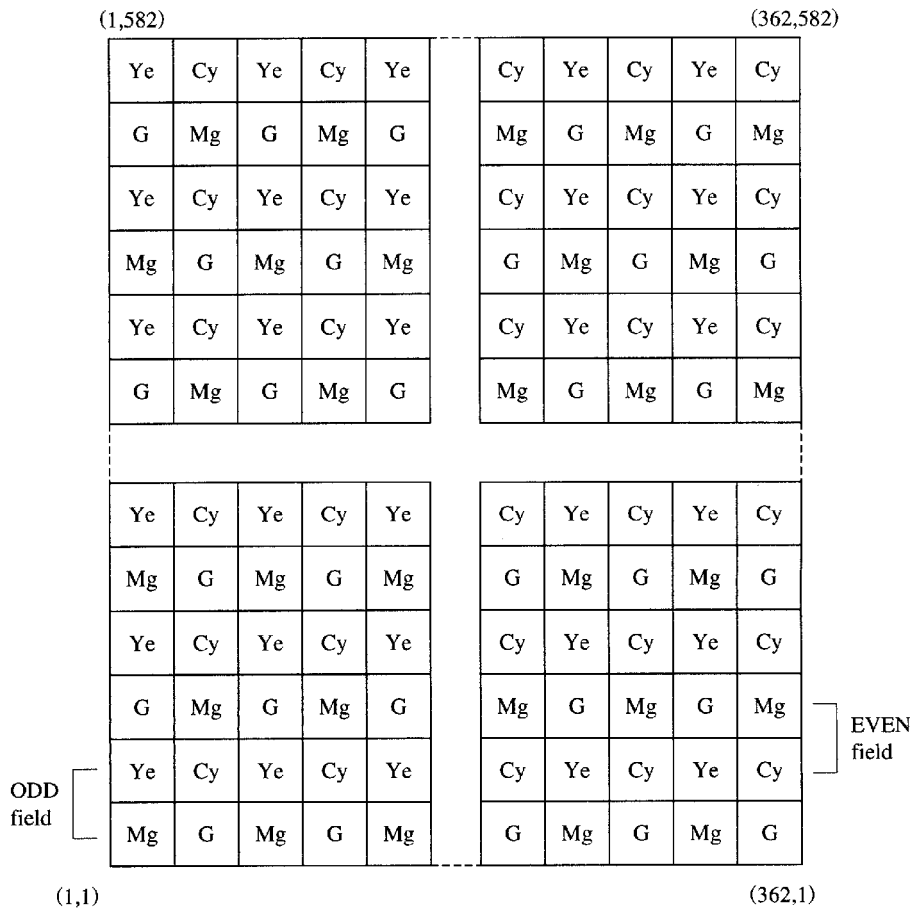 (1,582) (362,582)
Ye Cy Ye Cy Ye Cy Ye Cy Ye Cy
G Mg G Mg G Mg G Mg G Mg
Ye Cy Ye Cy Ye Cy Ye Cy Ye Cy
Mg G Mg G Mg G Mg G Mg G
Ye Cy Ye Cy Ye Cy Ye Cy Ye Cy
G Mg G Mg G Mg G Mg G Mg
Ye Cy Ye Cy Ye Cy Ye Cy Ye Cy
Mg G Mg G Mg G Mg G Mg G
Ye Cy Ye Cy Ye Cy Ye Cy Ye Cy
G Mg G Mg G Mg G Mg G Mg
EVEN
field
Ye Cy Ye Cy Ye Cy Ye Cy Ye Cy
ODD
field
Mg G Mg G Mg G Mg G Mg G
(1,1) (362,1)